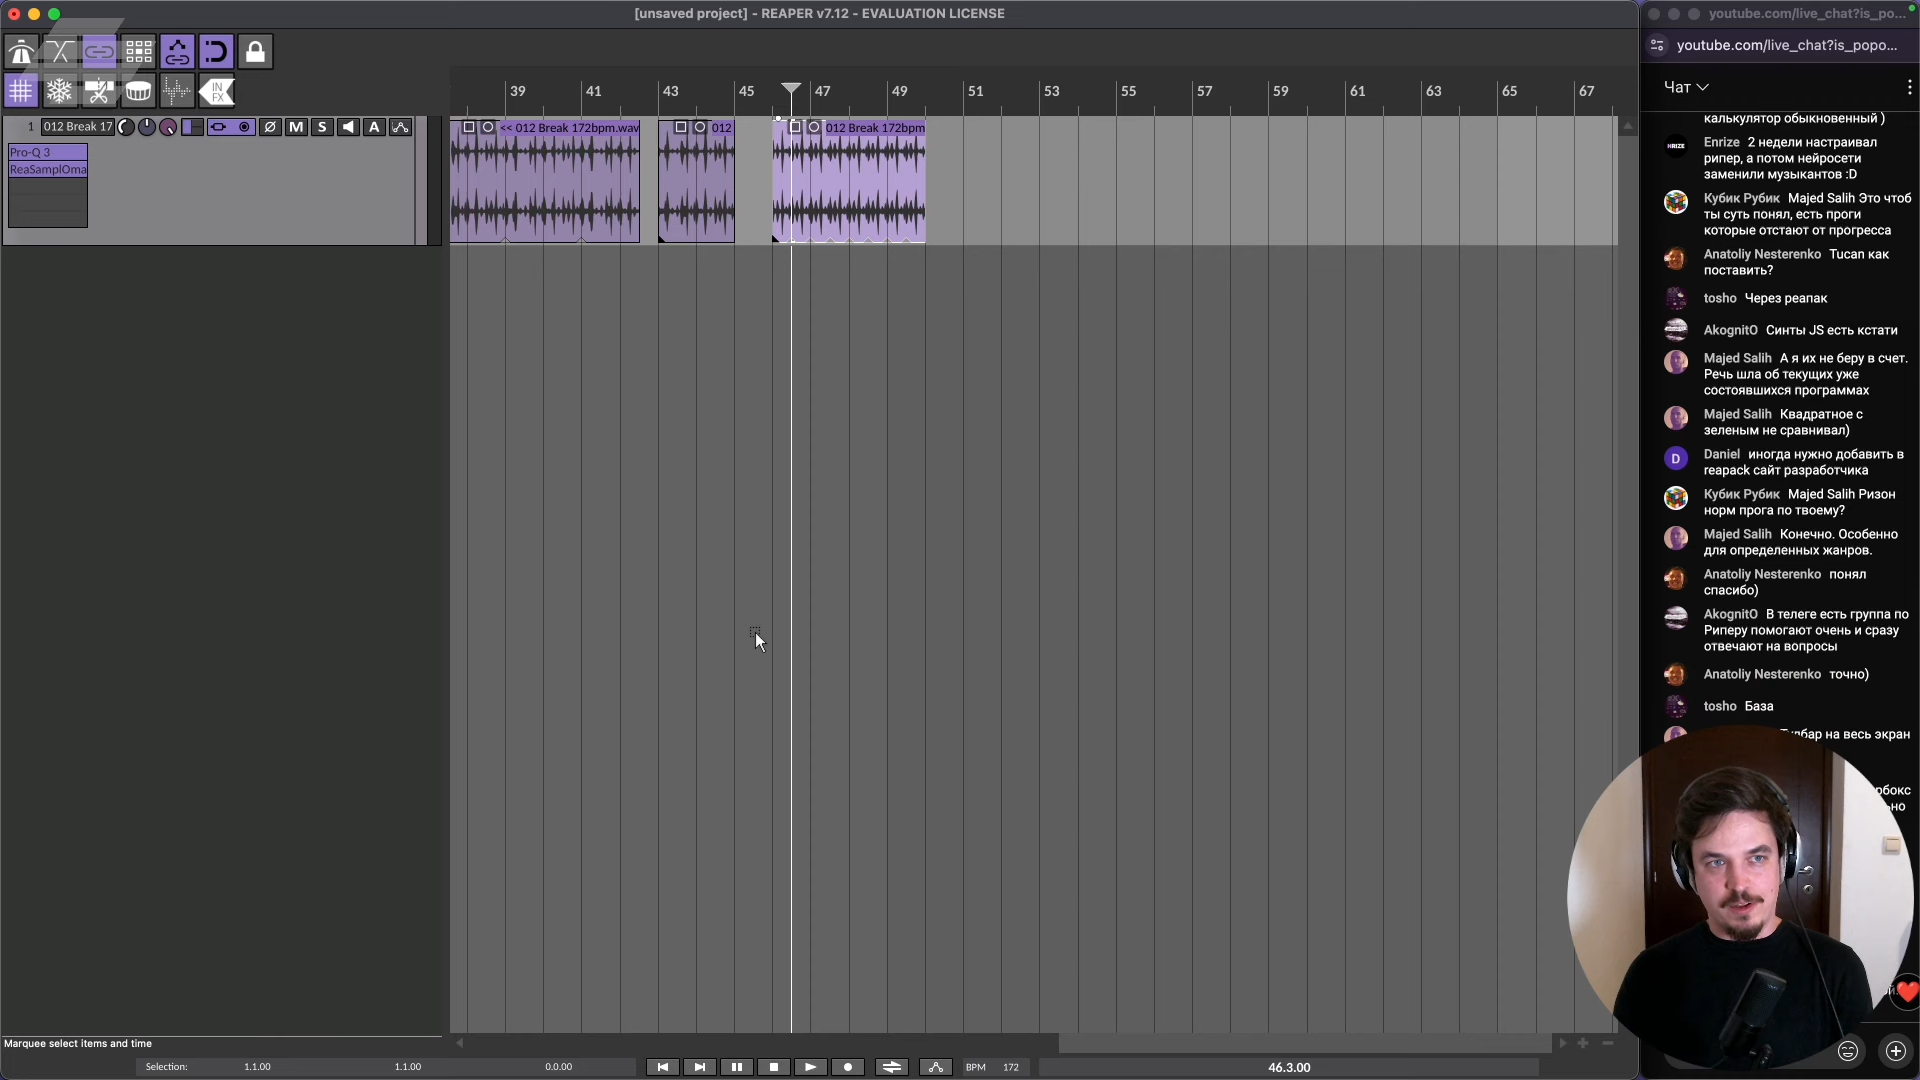 [unsaved project] - REAPER v7.12 - EVALUATION LICENSE
39 41 43 45 47 49 51 53 55 57 59 61 63 65 67
IN
FX
1 012 Break 17 M S A
Pro-Q 3
ReaSamplOma
<< 012 Break 172bpm.wav
012
012 Break 172bpm
Marquee select items and time
Selection: 1.1.00 1.1.00 0.0.00
BPM 172
46.3.00
youtube.com/live_chat?is_po...
youtube.com/live_chat?is_popo...
Чат
калькулятор обыкновенный )
Enrize 2 недели настраивал
рипер, а потом нейросети
заменили музыкантов :D
Кубик Рубик Majed Salih Это чтоб
ты суть понял, есть проги
которые отстают от прогресса
Anatoliy Nesterenko Tucan как
поставить?
tosho Через реапак
AkognitO Синты JS есть кстати
Majed Salih А я их не беру в счет.
Речь шла об текущих уже
состоявшихся программах
Majed Salih Квадратное с
зеленым не сравнивал)
D
Daniel иногда нужно добавить в
reapack сайт разработчика
Кубик Рубик Majed Salih Ризон
норм прога по твоему?
Majed Salih Конечно. Особенно
для определенных жанров.
Anatoliy Nesterenko понял
спасибо)
AkognitO В телеге есть группа по
Риперу помогают очень и сразу
отвечают на вопросы
Anatoliy Nesterenko точно)
tosho База
на весь экран